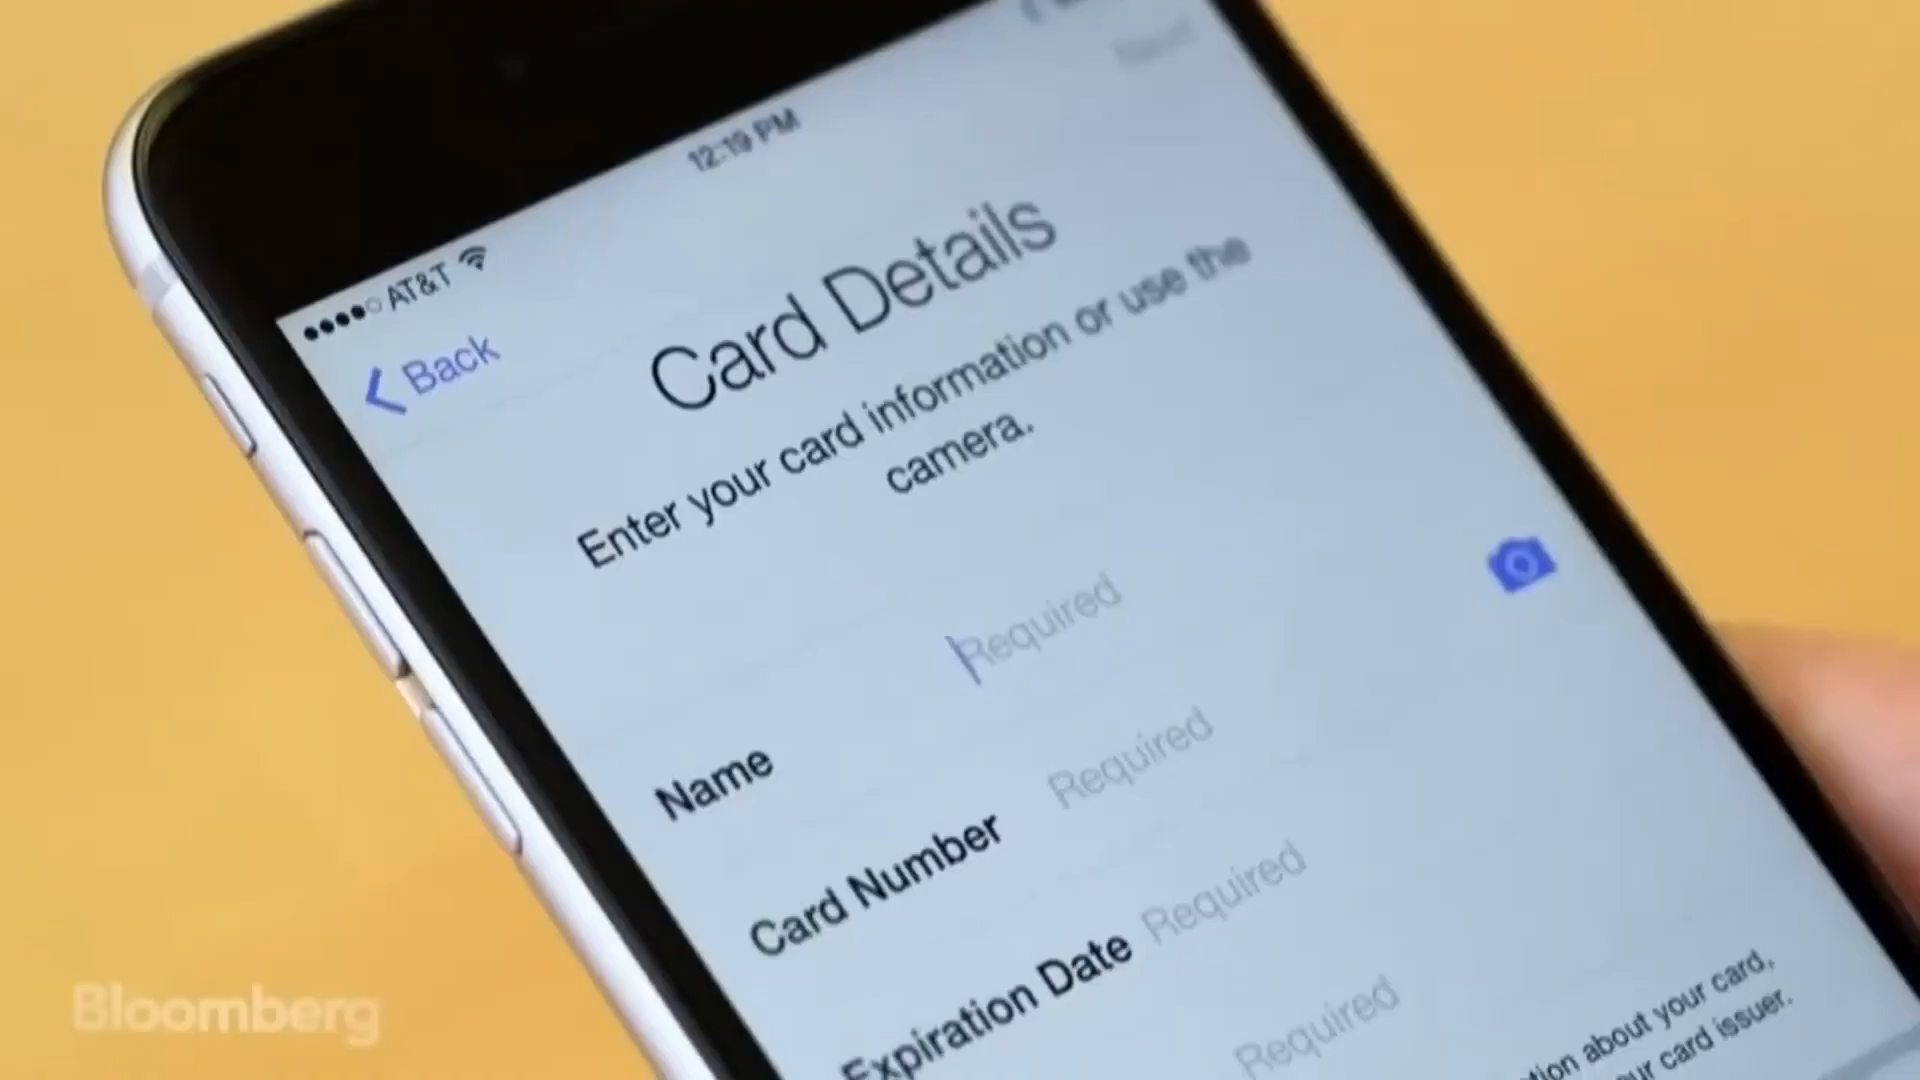 12:19 PM
AT&T
Back
Next
Card Details
Enter your card information or use the
camera.
Required
Name
Required
Card Number
Required
Expiration Date
Required
about your card,
card issuer.
Bloomberg